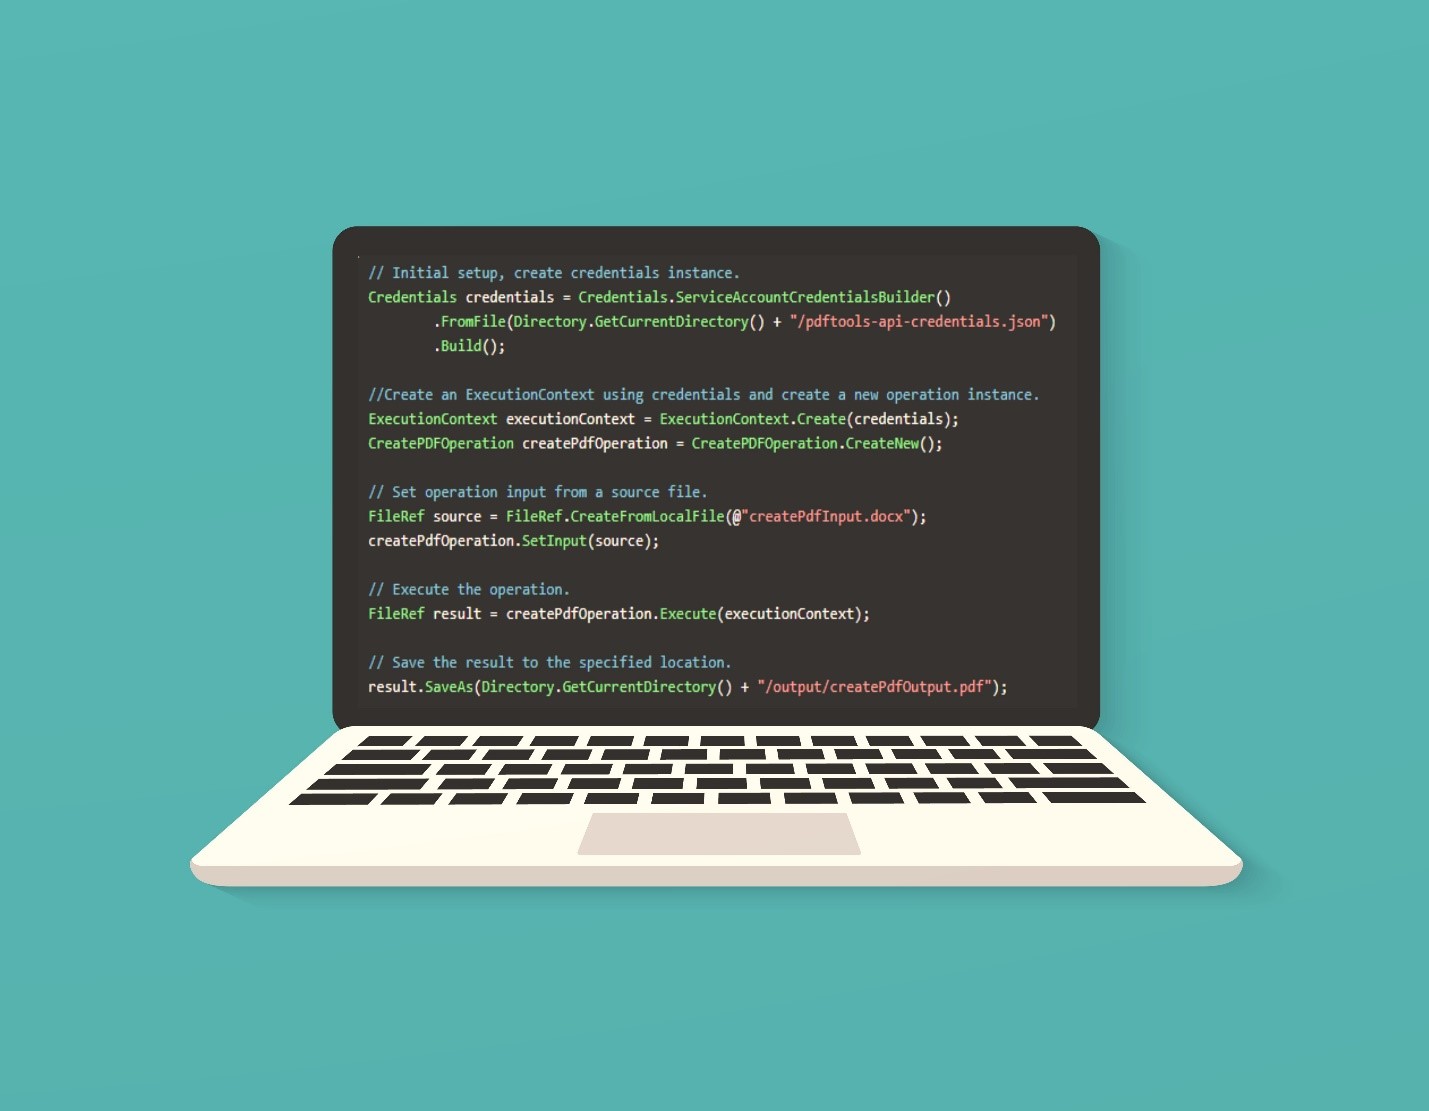 // Initial setup, create credentials instance.
Credentials credentials = Credentials.ServiceAccountCredentialsBuilder()
        .FromFile(Directory.GetCurrentDirectory() + "/pdftools-api-credentials.json")
        .Build();

//Create an ExecutionContext using credentials and create a new operation instance.
ExecutionContext executionContext = ExecutionContext.Create(credentials);
CreatePDFOperation createPdfOperation = CreatePDFOperation.CreateNew();

// Set operation input from a source file.
FileRef source = FileRef.CreateFromLocalFile(@"createPdfInput.docx");
createPdfOperation.SetInput(source);

// Execute the operation.
FileRef result = createPdfOperation.Execute(executionContext);

// Save the result to the specified location.
result.SaveAs(Directory.GetCurrentDirectory() + "/output/createPdfOutput.pdf");